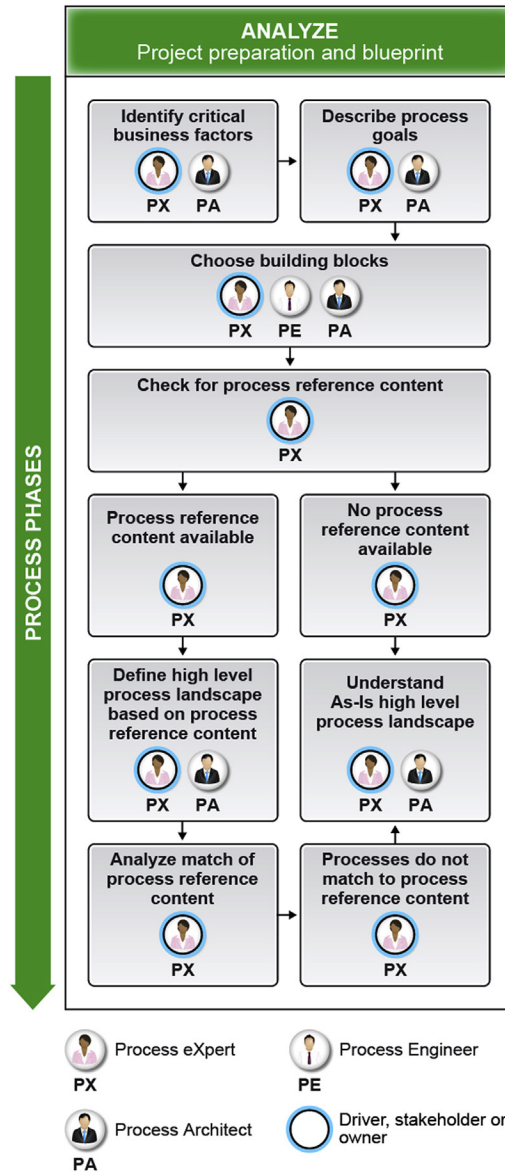 ANALYZE
Project preparation and blueprint
PROCESS PHASES
Identify critical
business factors
PX PA
Describe process
goals
PX PA
Choose building blocks
PX PE PA
Check for process reference content
PX
Process reference
content available
PX
No process
reference content
available
PX
Define high level
process landscape
based on process
reference content
PX PA
Understand
As-Is high level
process landscape
PX PA
Analyze match of
process reference
content
PX
Processes do not
match to process
reference content
PX
Process eXpert
PX
Process Engineer
PE
Process Architect
PA
Driver, stakeholder or
owner